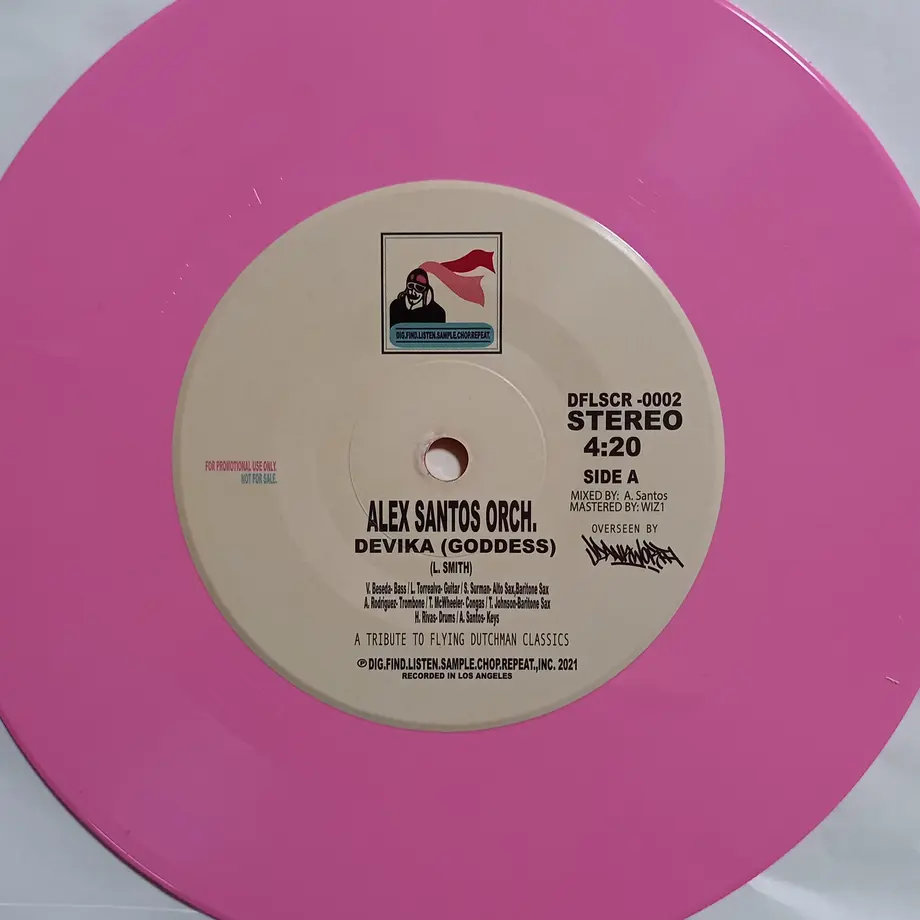 DIG.FIND.LISTEN.SAMPLE.CHOP.REPEAT.
DFLSCR -0002
STEREO
4:20
SIDE A
MIXED BY: A. Santos
MASTERED BY: WIZ1
OVERSEEN BY
FOR PROMOTIONAL USE ONLY.
NOT FOR SALE.
ALEX SANTOS ORCH.
DEVIKA (GODDESS)
(L. SMITH)
V. Beseda- Bass / L. Torrealva- Guitar / S. Surman- Alto Sax,Baritone Sax
A. Rodriguez- Trombone / T. McWheeler- Congas / T. Johnson-Baritone Sax
H. Rivas- Drums / A. Santos- Keys
A TRIBUTE TO FLYING DUTCHMAN CLASSICS
℗ DIG.FIND.LISTEN.SAMPLE.CHOP.REPEAT.,INC. 2021
RECORDED IN LOS ANGELES